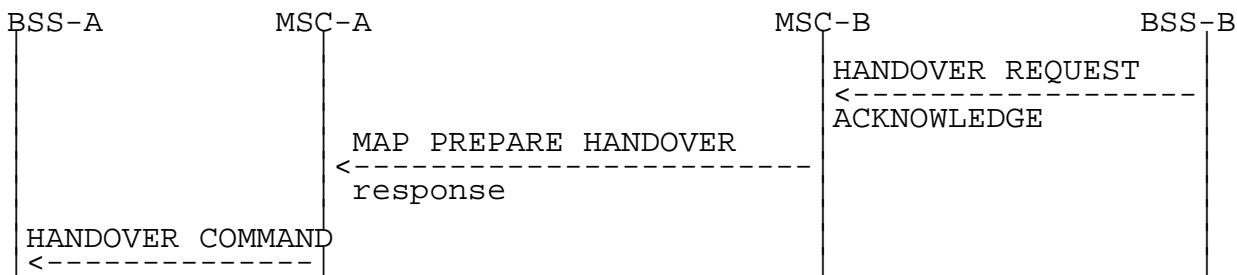 BSS-A MSC-A MSC-B BSS-B
HANDOVER REQUEST
ACKNOWLEDGE
MAP PREPARE HANDOVER
response
HANDOVER COMMAND